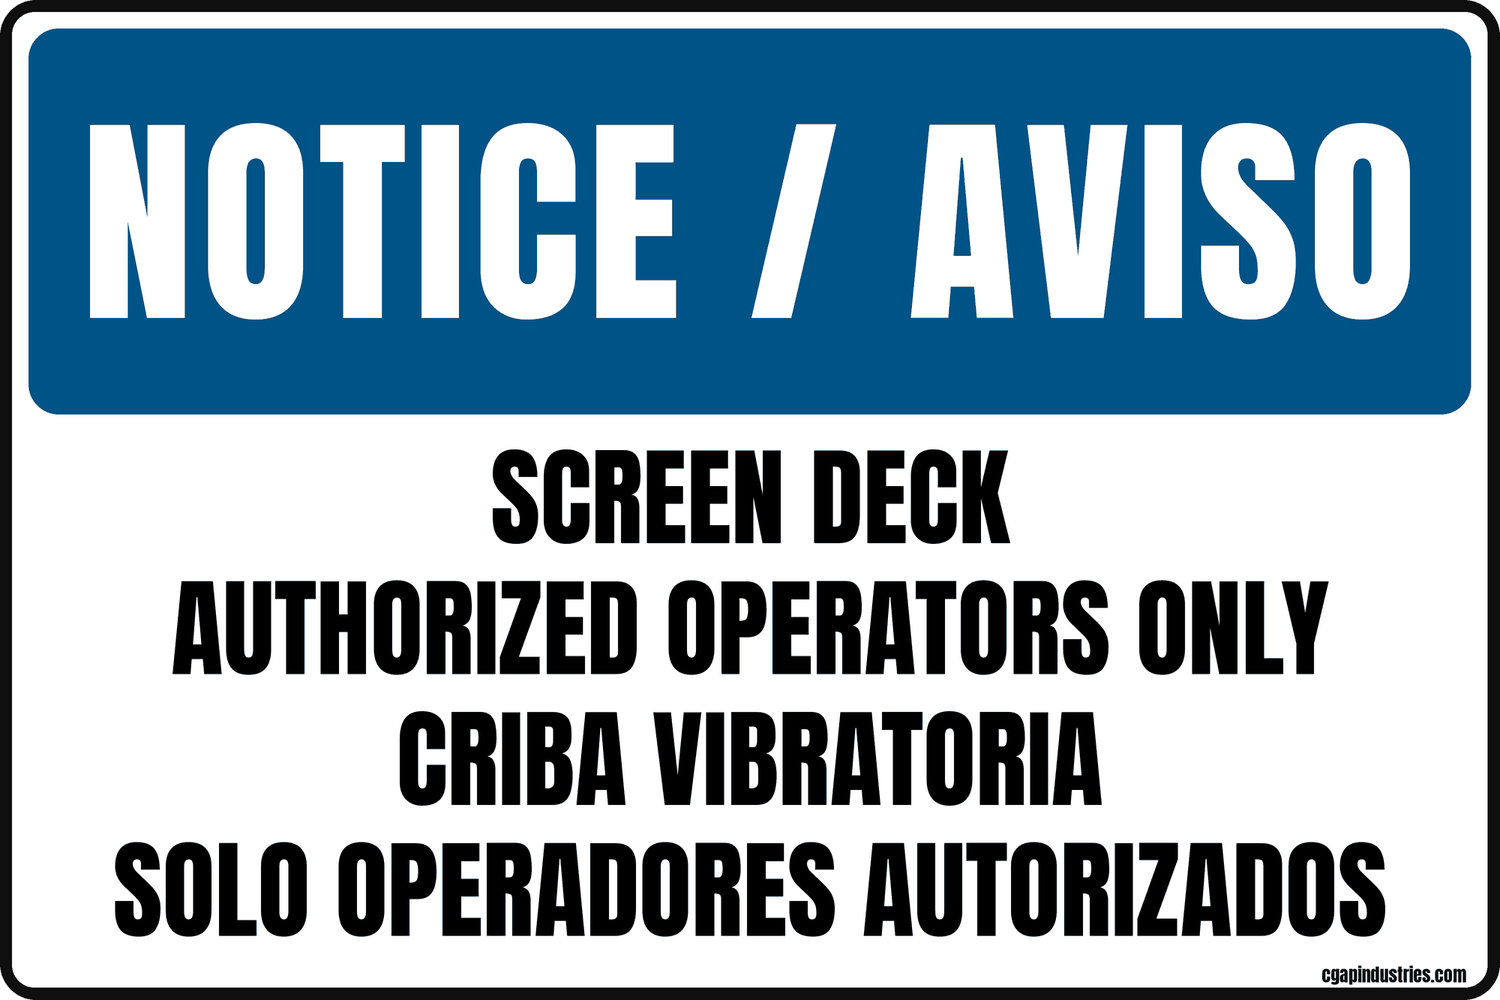 NOTICE / AVISO
SCREEN DECK
AUTHORIZED OPERATORS ONLY
CRIBA VIBRATORIA
SOLO OPERADORES AUTORIZADOS
cgapindustries.com